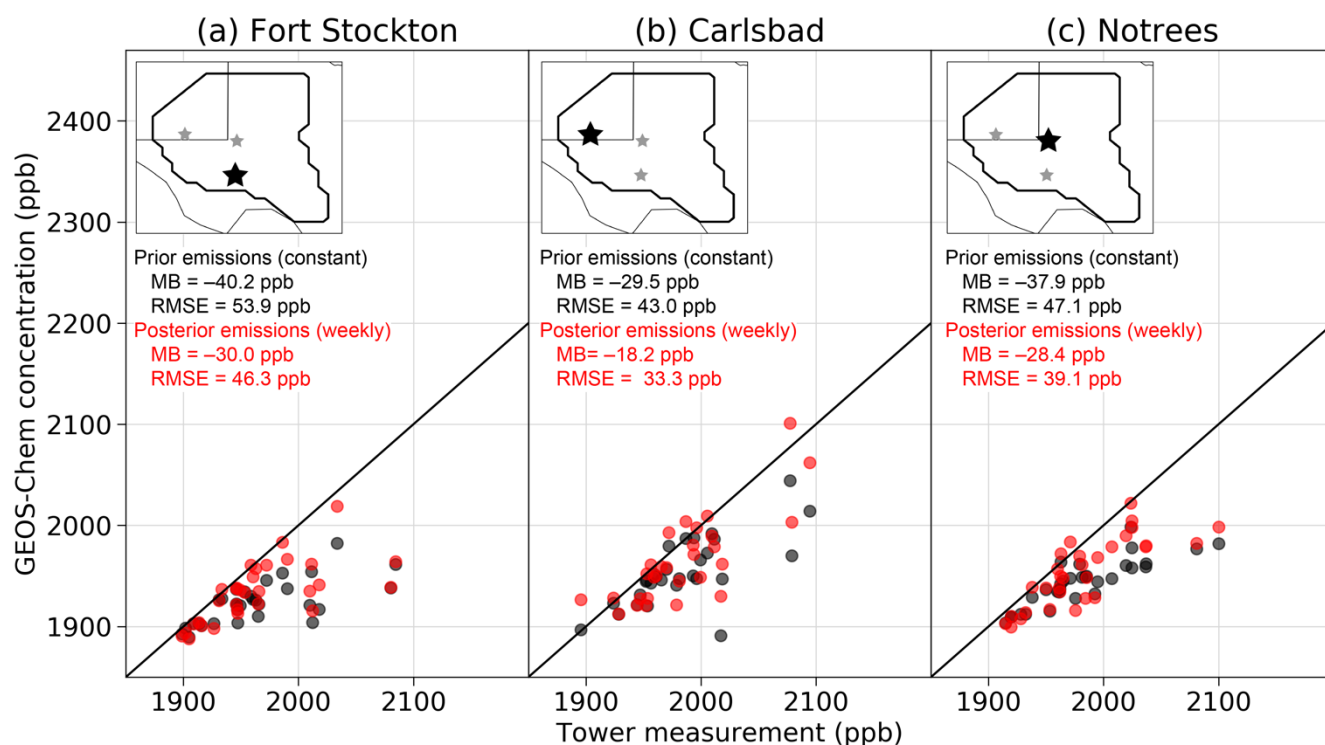 (a) Fort Stockton
(b) Carlsbad
(c) Notrees
GEOS-Chem concentration (ppb)
2400
2300
2200
2100
2000
1900
Prior emissions (constant)
MB = –40.2 ppb
RMSE = 53.9 ppb
Posterior emissions (weekly)
MB = –30.0 ppb
RMSE = 46.3 ppb
Prior emissions (constant)
MB = –29.5 ppb
RMSE = 43.0 ppb
Posterior emissions (weekly)
MB= –18.2 ppb
RMSE = 33.3 ppb
Prior emissions (constant)
MB = –37.9 ppb
RMSE = 47.1 ppb
Posterior emissions (weekly)
MB = –28.4 ppb
RMSE = 39.1 ppb
1900 2000 2100
1900 2000 2100
1900 2000 2100
Tower measurement (ppb)